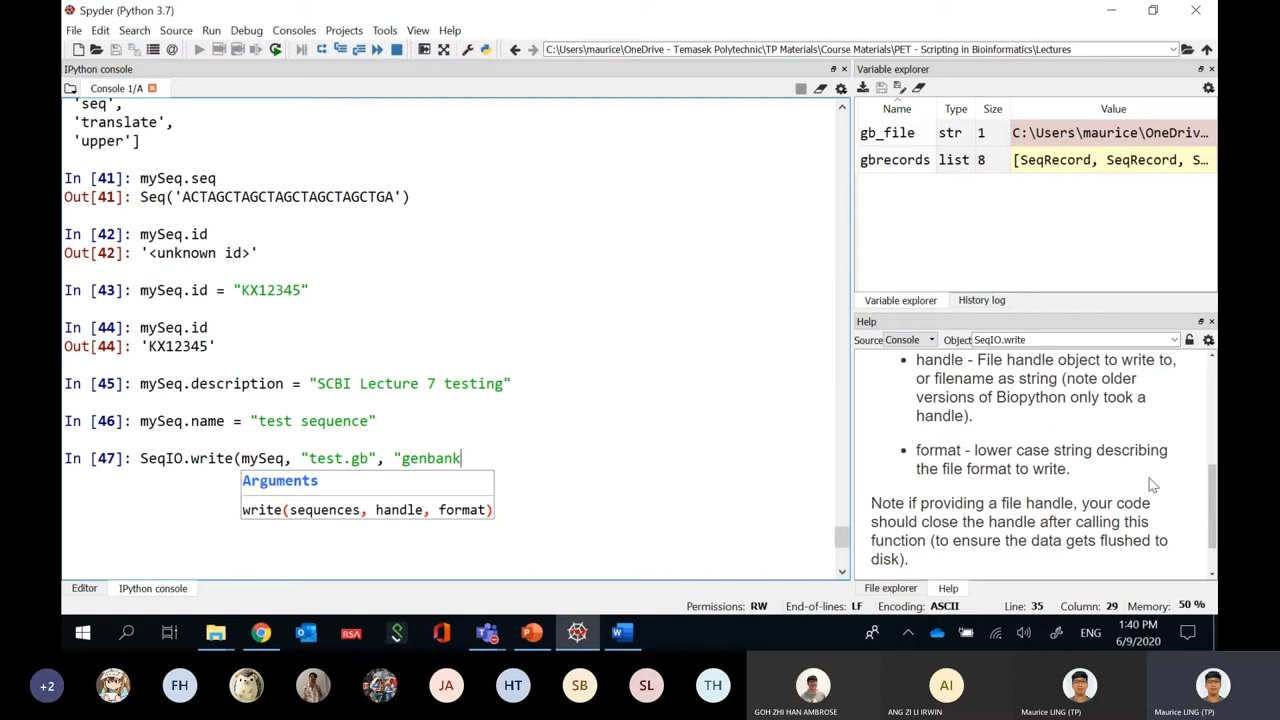 Spyder (Python 3.7)
File Edit Search Source Run Debug Consoles Projects Tools View Help
C:\Users\maurice\OneDrive - Temasek Polytechnic\TP Materials\Course Materials\PET - Scripting in Bioinformatics\Lectures
IPython console
Console 1/A
'seq',
'translate',
'upper']
In [41]: mySeq.seq
Out[41]: Seq('ACTAGCTAGCTAGCTAGCTAGCTGA')
In [42]: mySeq.id
Out[42]: '<unknown id>'
In [43]: mySeq.id = "KX12345"
In [44]: mySeq.id
Out[44]: 'KX12345'
In [45]: mySeq.description = "SCBI Lecture 7 testing"
In [46]: mySeq.name = "test sequence"
In [47]: SeqIO.write(mySeq, "test.gb", "genbank
Arguments
write(sequences, handle, format)
Editor IPython console
Variable explorer
Name Type Size Value
gb_file str 1 C:\Users\maurice\OneDriv...
gbrecords list 8 [SeqRecord, SeqRecord, S...
Variable explorer History log
Help
Source Console Object SeqIO.write
handle - File handle object to write to,
or filename as string (note older
versions of Biopython only took a
handle).
format - lower case string describing
the file format to write.
Note if providing a file handle, your code
should close the handle after calling this
function (to ensure the data gets flushed to
disk).
File explorer Help
Permissions: RW End-of-lines: LF Encoding: ASCII Line: 35 Column: 29 Memory: 50 %
RSA
ENG
1:40 PM
6/9/2020
+2 FH JA HT SB SL TH AI
GOH ZHI HAN AMBROSE ANG ZI LI IRWIN Maurice LING (TP) Maurice LING (TP)